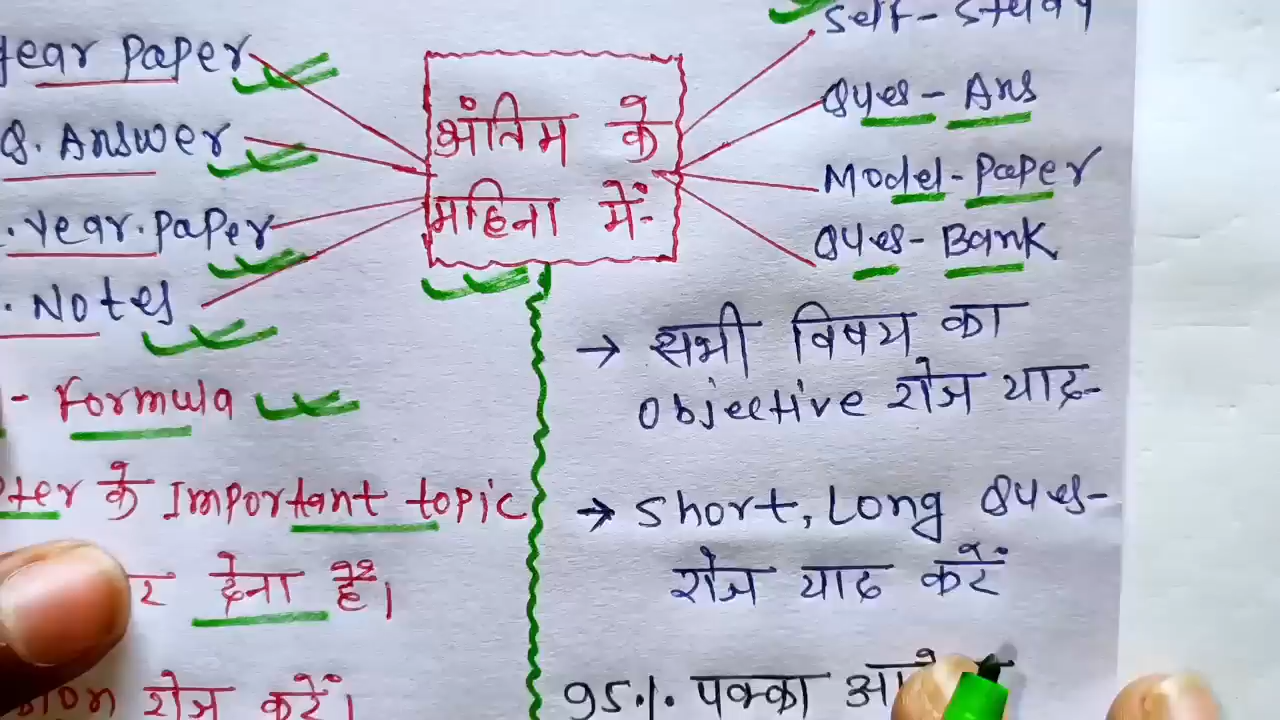 year Paper
Q. Answer
. Year. Paper
. Notes
- Formula
pter के Important topic
र देना है।
रोज करें।
अंतिम के
महिना में-
Self- Study
Ques- Ans
Model- Paper
Ques- Bank
→ सभी विषय का
objective रोज याद-
→ Short, Long Ques-
रोज याद करें
95%. पक्का